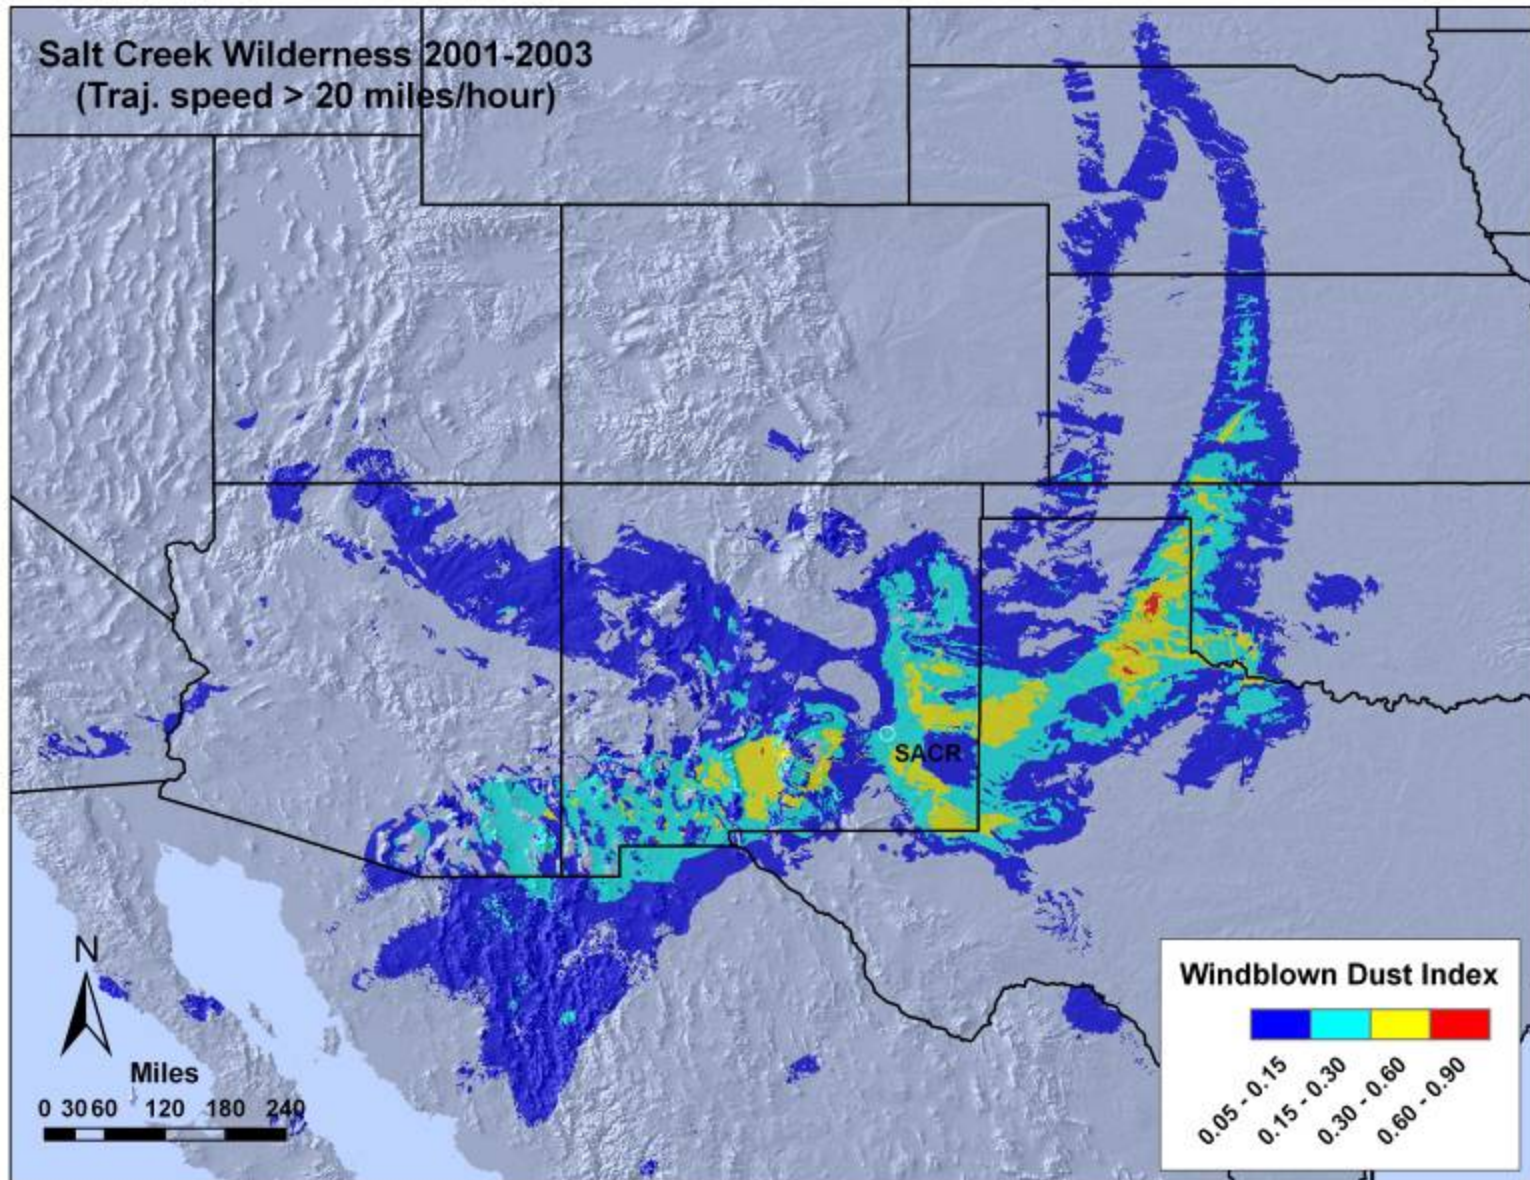 Salt Creek Wilderness 2001-2003
(Traj. speed > 20 miles/hour)
SACR
N
Miles
0 30 60 120 180 240
Windblown Dust Index
0.05 - 0.15
0.15 - 0.30
0.30 - 0.60
0.60 - 0.90